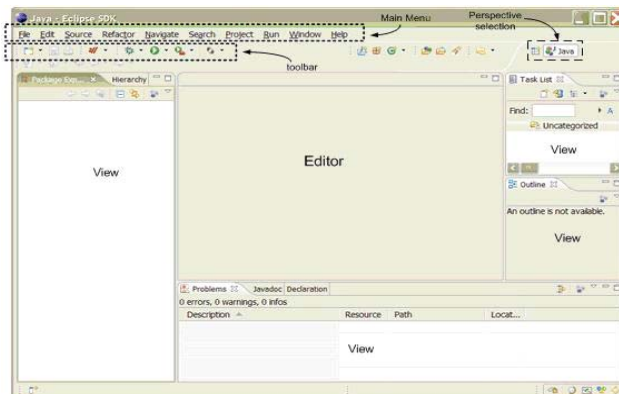 Java - Eclipse SDK
Main Menu
Perspective
selection
File Edit Source Refactor Navigate Search Project Run Window Help
Java
toolbar
Package Exp...
Hierarchy
View
Editor
Task List
Find:
Uncategorized
View
Outline
An outline is not available.
View
Problems Javadoc Declaration
0 errors, 0 warnings, 0 infos
Description Resource Path Locat...
View